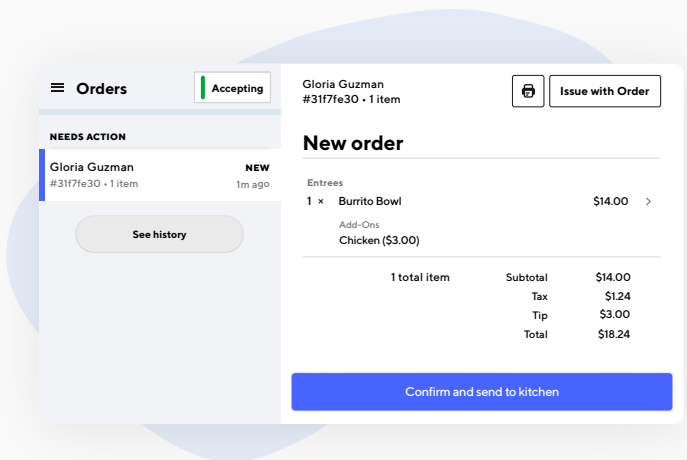 Orders
Accepting
NEEDS ACTION
Gloria Guzman NEW
#31f7fe30 • 1 item 1m ago
See history
Gloria Guzman
#31f7fe30 • 1 item
Issue with Order
New order
Entrees
1 × Burrito Bowl $14.00
Add-Ons
Chicken ($3.00)
1 total item Subtotal $14.00
Tax $1.24
Tip $3.00
Total $18.24
Confirm and send to kitchen